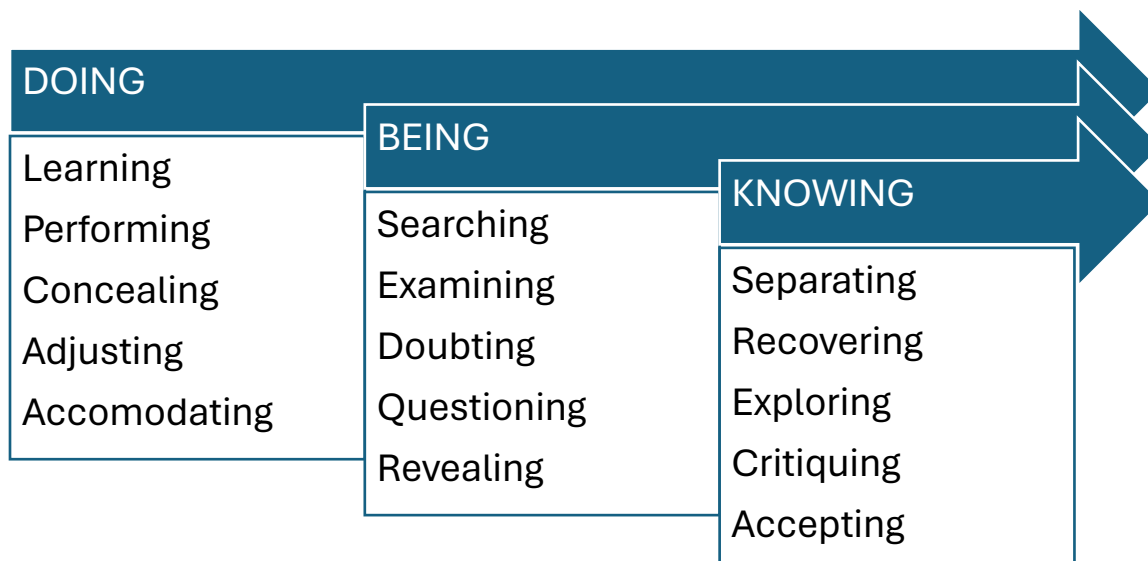 DOING
Learning
Performing
Concealing
Adjusting
Accomodating
BEING
Searching
Examining
Doubting
Questioning
Revealing
KNOWING
Separating
Recovering
Exploring
Critiquing
Accepting